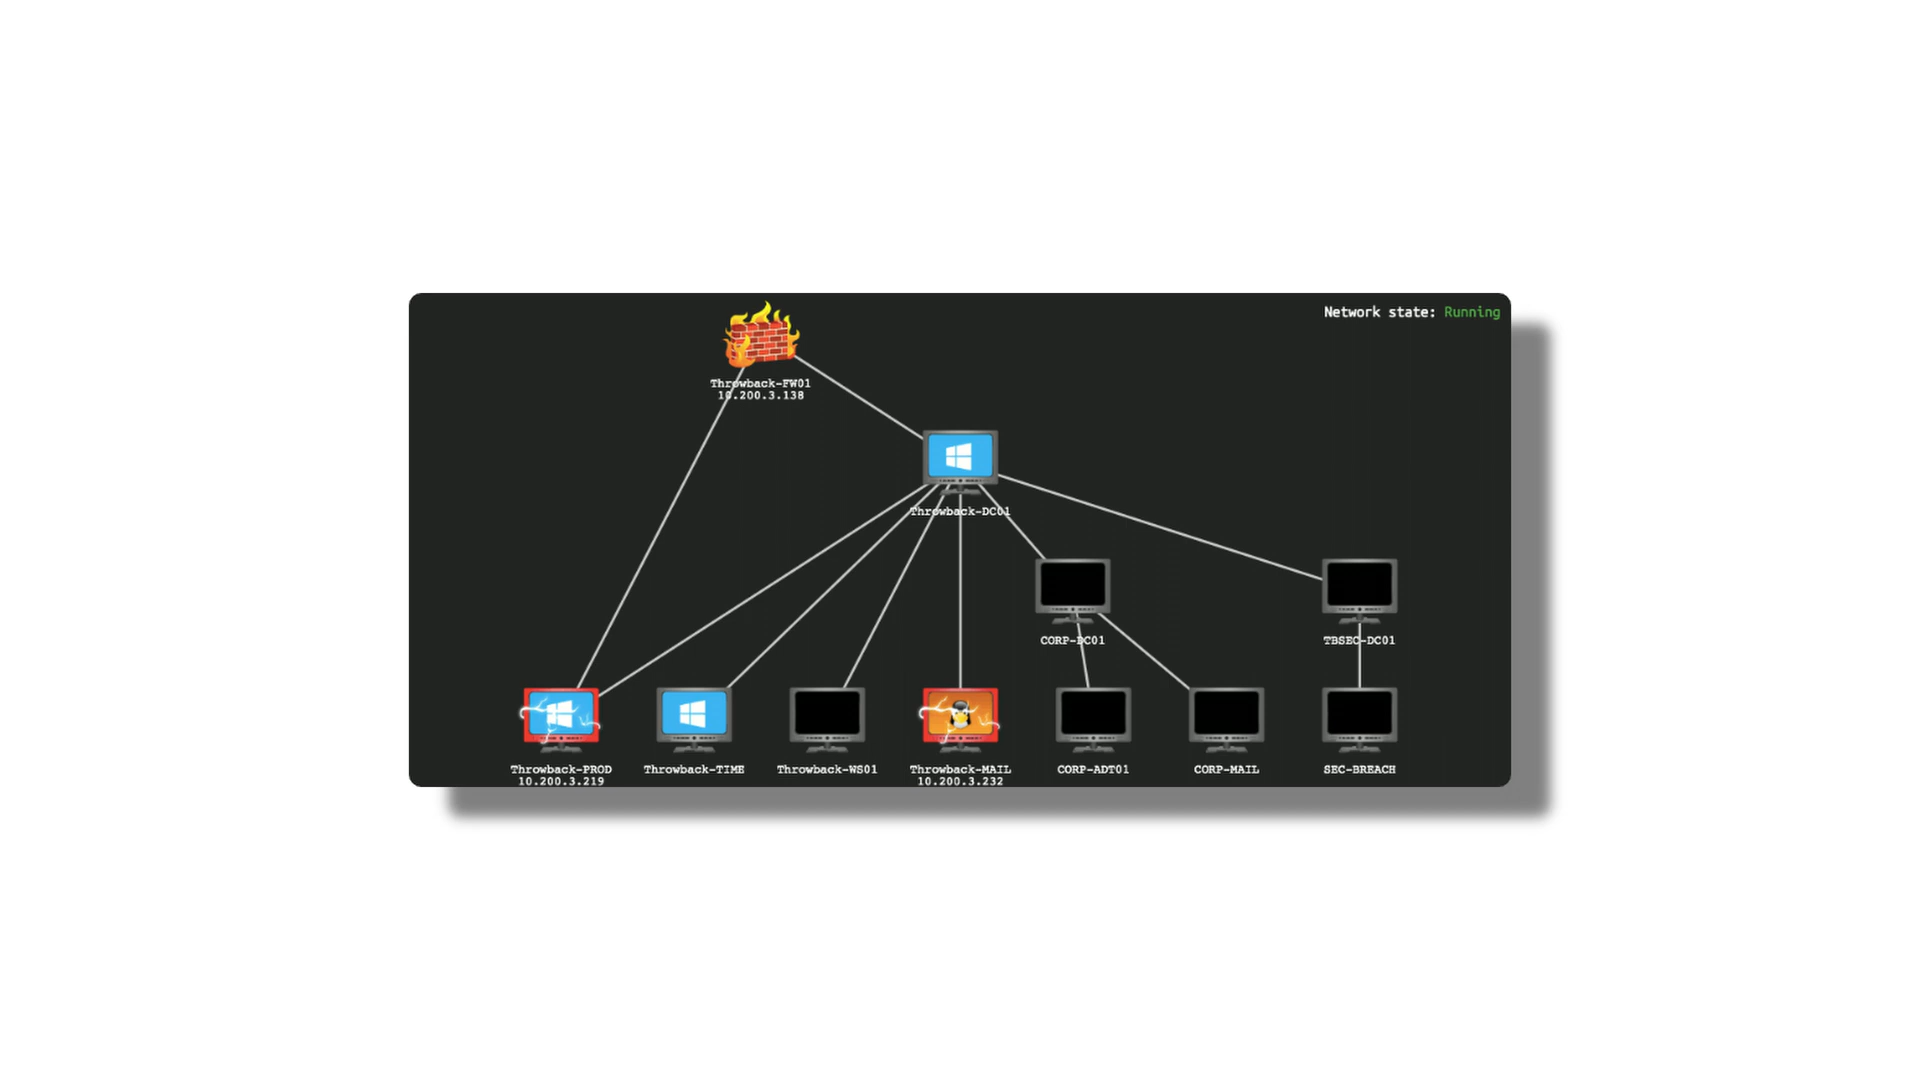 Network state: Running
Throwback-FW01
10.200.3.138
Throwback-DC01
CORP-DC01
TBSEC-DC01
Throwback-PROD
10.200.3.219
Throwback-TIME
Throwback-WS01
Throwback-MAIL
10.200.3.232
CORP-ADT01
CORP-MAIL
SEC-BREACH